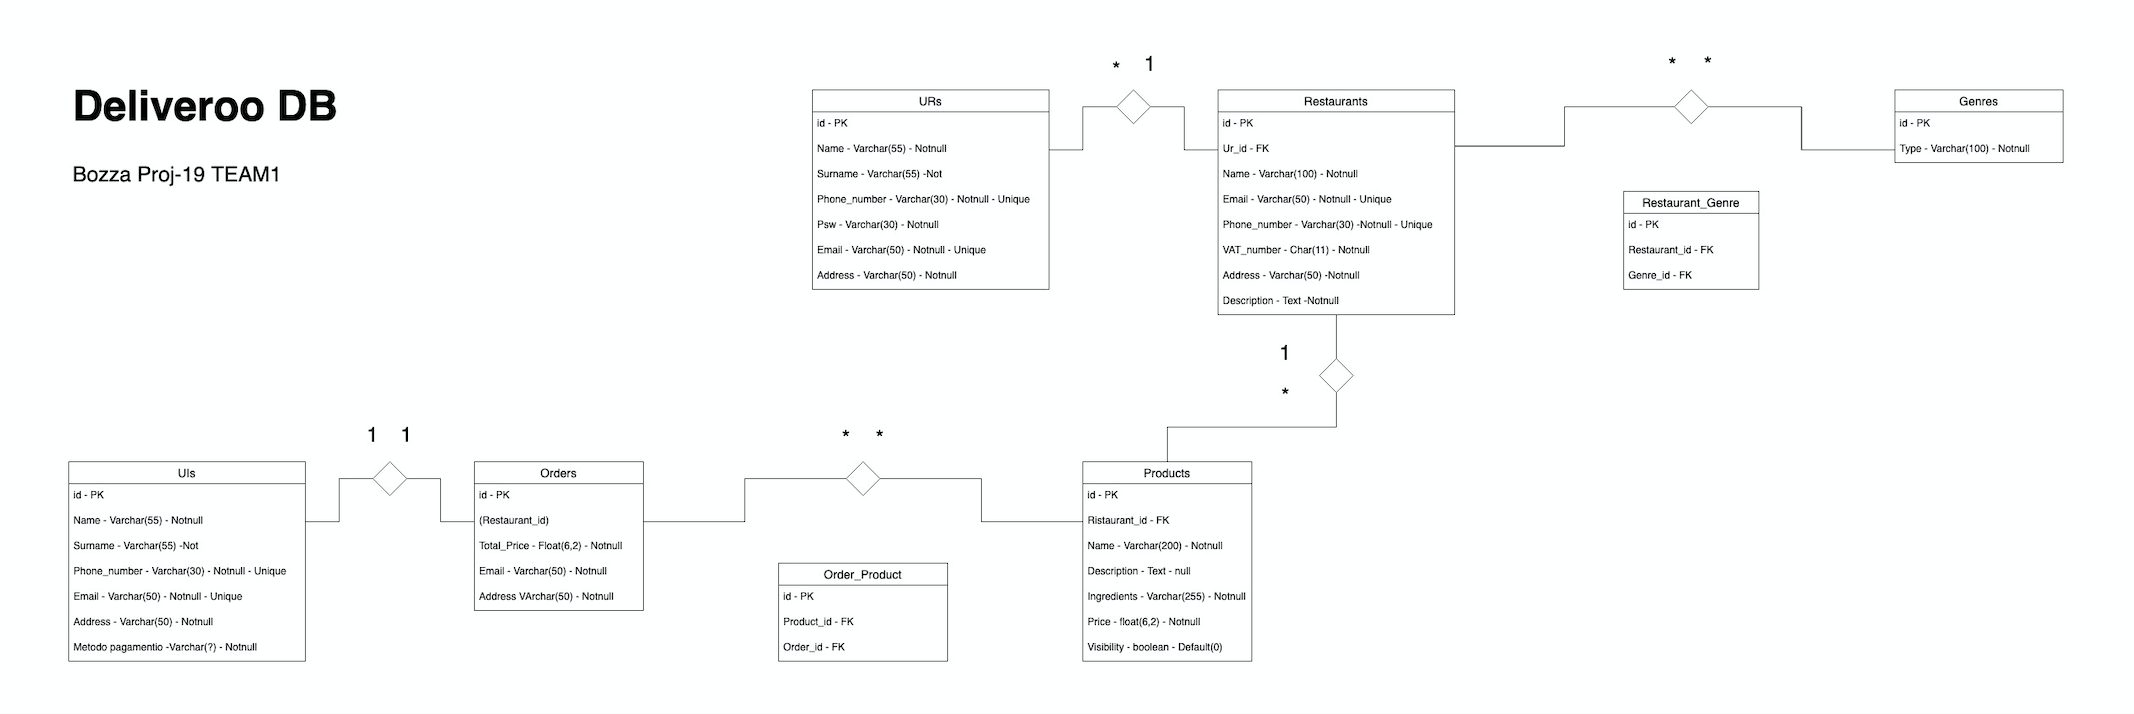 Deliveroo DB
Bozza Proj-19 TEAM1
* 1
* *
URs
id - PK
Name - Varchar(55) - Notnull
Surname - Varchar(55) -Not
Phone_number - Varchar(30) - Notnull - Unique
Psw - Varchar(30) - Notnull
Email - Varchar(50) - Notnull - Unique
Address - Varchar(50) - Notnull
Restaurants
id - PK
Ur_id - FK
Name - Varchar(100) - Notnull
Email - Varchar(50) - Notnull - Unique
Phone_number - Varchar(30) -Notnull - Unique
VAT_number - Char(11) - Notnull
Address - Varchar(50) -Notnull
Description - Text -Notnull
Genres
id - PK
Type - Varchar(100) - Notnull
Restaurant_Genre
id - PK
Restaurant_id - FK
Genre_id - FK
1
*
1 1
* *
UIs
id - PK
Name - Varchar(55) - Notnull
Surname - Varchar(55) -Not
Phone_number - Varchar(30) - Notnull - Unique
Email - Varchar(50) - Notnull - Unique
Address - Varchar(50) - Notnull
Metodo pagamentio -Varchar(?) - Notnull
Orders
id - PK
(Restaurant_id)
Total_Price - Float(6,2) - Notnull
Email - Varchar(50) - Notnull
Address VArchar(50) - Notnull
Order_Product
id - PK
Product_id - FK
Order_id - FK
Products
id - PK
Ristaurant_id - FK
Name - Varchar(200) - Notnull
Description - Text - null
Ingredients - Varchar(255) - Notnull
Price - float(6,2) - Notnull
Visibility - boolean - Default(0)